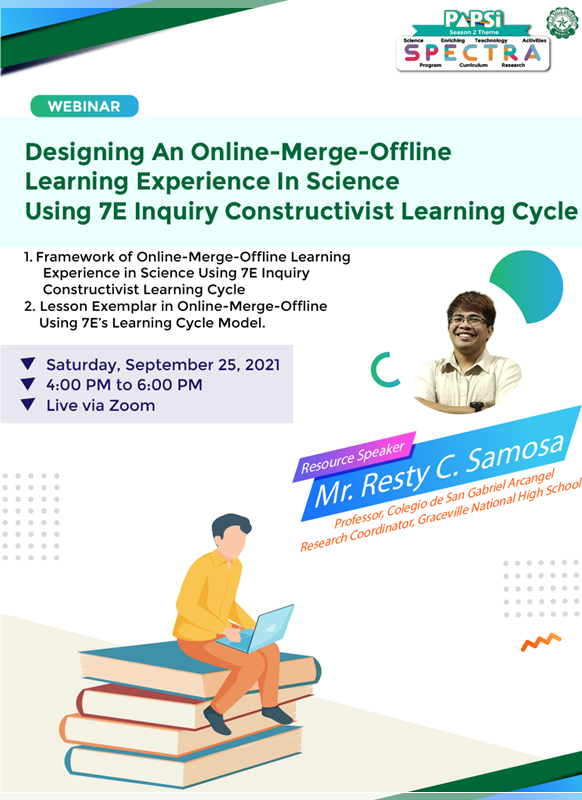 PAPSi
Season 2 Theme
Science Enriching Teachnology Activities
SPECTRA
Program Curriculum Research
WEBINAR
Designing An Online-Merge-Offline
Learning Experience In Science
Using 7E Inquiry Constructivist Learning Cycle
1. Framework of Online-Merge-Offline Learning
Experience in Science Using 7E Inquiry
Constructivist Learning Cycle
2. Lesson Exemplar in Online-Merge-Offline
Using 7E's Learning Cycle Model.
Saturday, September 25, 2021
4:00 PM to 6:00 PM
Live via Zoom
Resource Speaker
Mr. Resty C. Samosa
Professor, Colegio de San Gabriel Arcangel
Research Coordinator, Graceville National High School